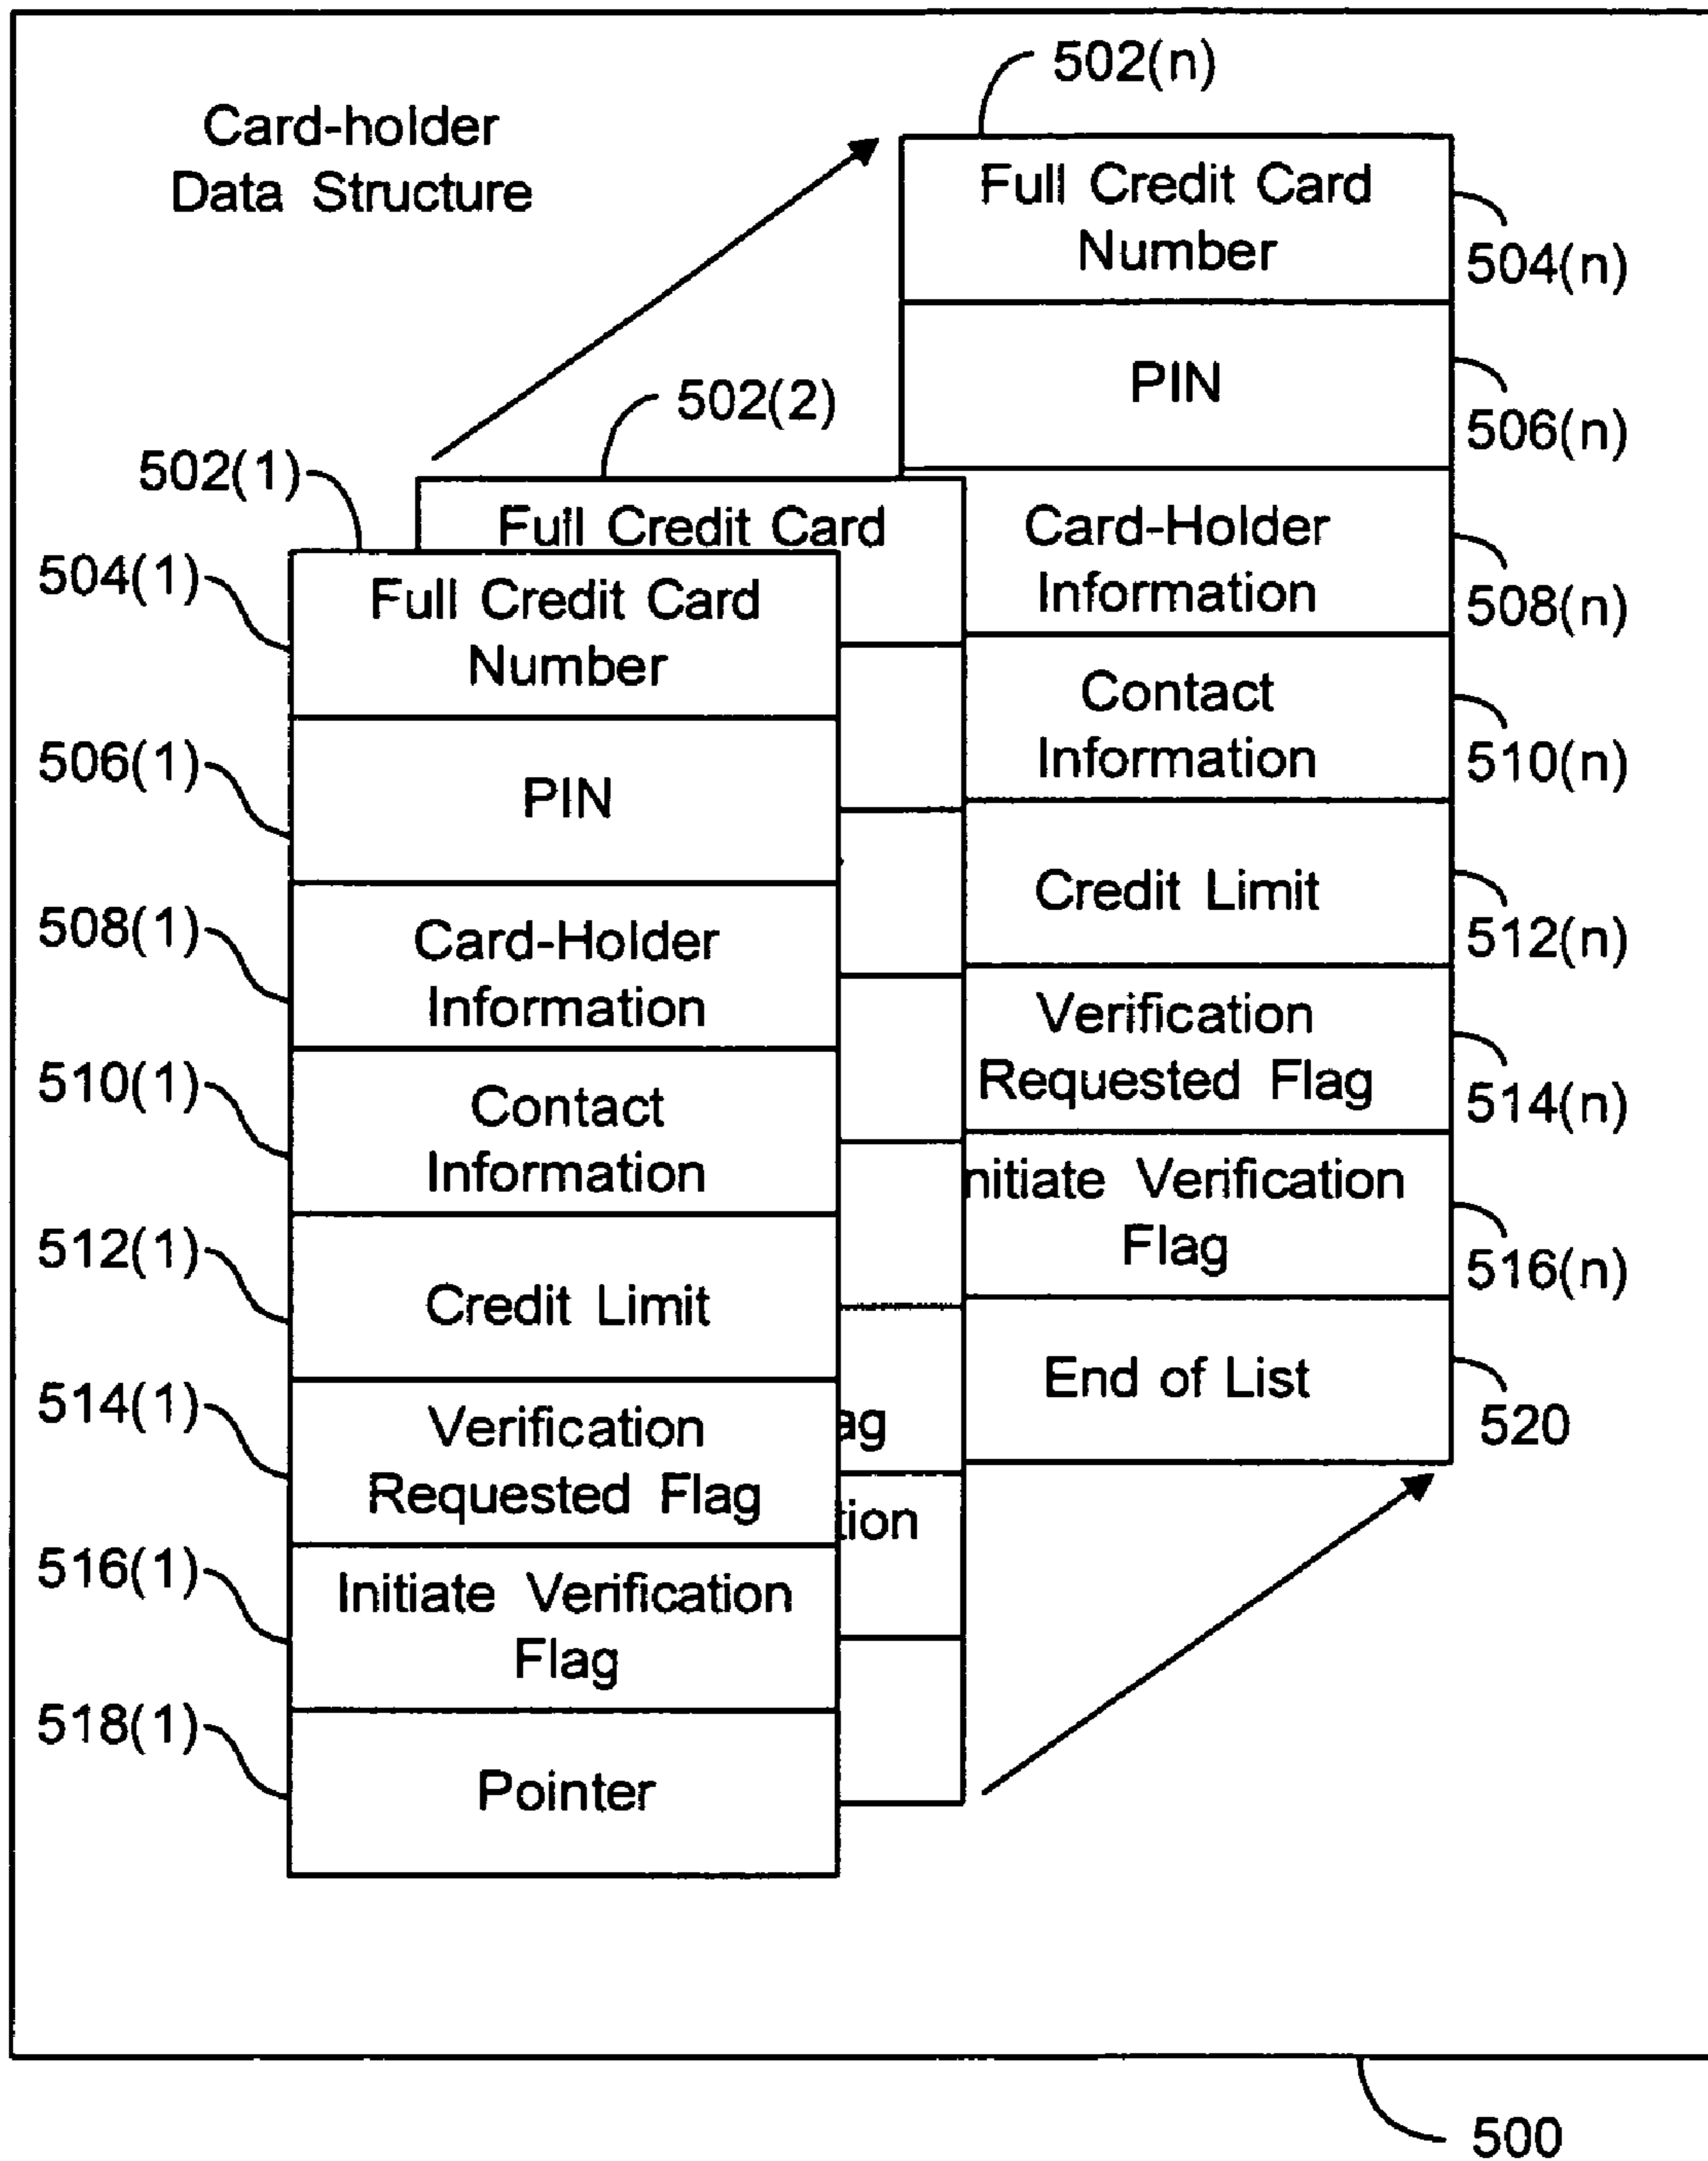 Card-holder
Data Structure
502(n)
Full Credit Card
Number
504(n)
PIN
506(n)
Card-Holder
Information
508(n)
Contact
Information
510(n)
Credit Limit
512(n)
Verification
Requested Flag
514(n)
nitiate Verification
Flag
516(n)
End of List
520
502(2)
Full Credit Card
ag
tion
502(1)
504(1)
Full Credit Card
Number
506(1)
PIN
508(1)
Card-Holder
Information
510(1)
Contact
Information
512(1)
Credit Limit
514(1)
Verification
Requested Flag
516(1)
Initiate Verification
Flag
518(1)
Pointer
500